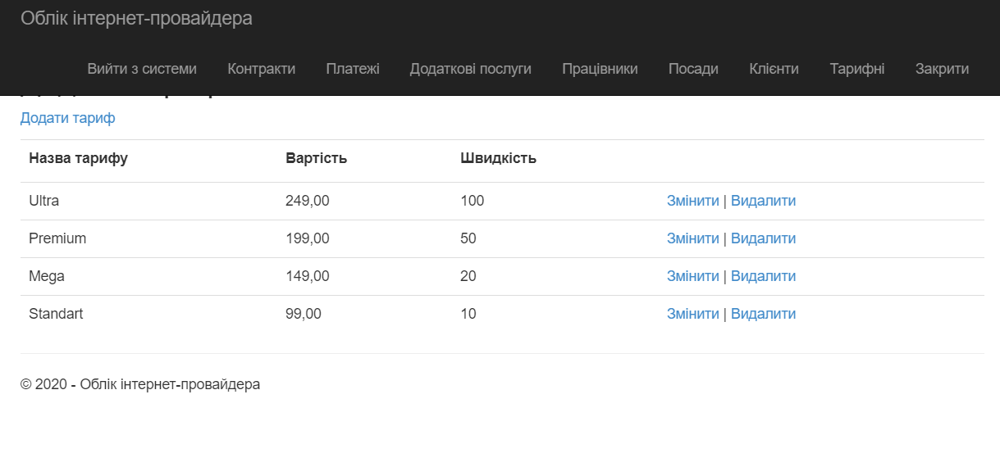 Облік інтернет-провайдера
Вийти з системи Контракти Платежі Додаткові послуги Працівники Посади Клієнти Тарифні Закрити
Додати тариф
Назва тарифу Вартість Швидкість
Ultra 249,00 100 Змінити | Видалити
Premium 199,00 50 Змінити | Видалити
Mega 149,00 20 Змінити | Видалити
Standart 99,00 10 Змінити | Видалити
© 2020 - Облік інтернет-провайдера